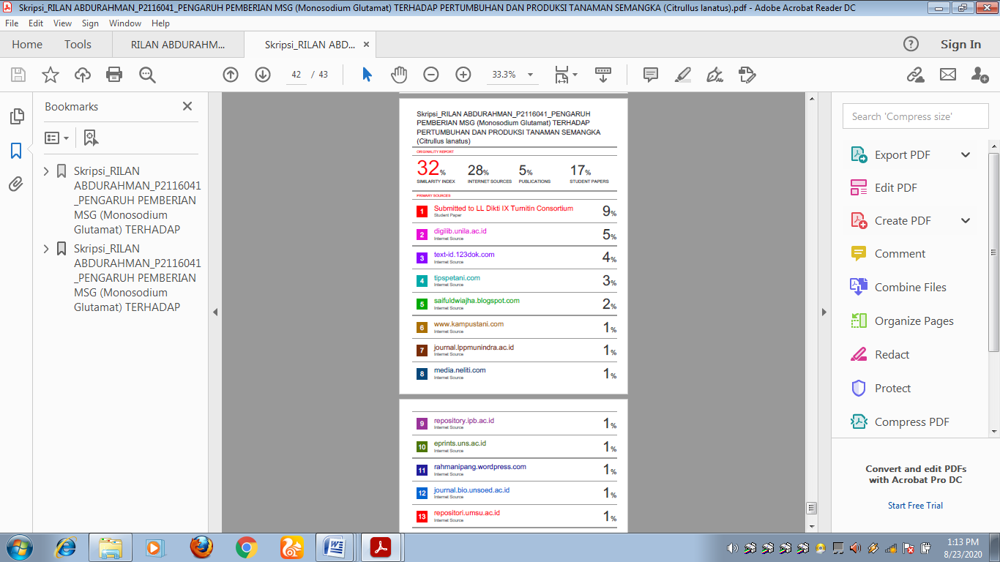 Skripsi_RILAN ABDURAHMAN_P2116041_PENGARUH PEMBERIAN MSG (Monosodium Glutamat) TERHADAP PERTUMBUHAN DAN PRODUKSI TANAMAN SEMANGKA (Citrullus lanatus).pdf - Adobe Acrobat Reader DC
File Edit View Sign Window Help
Home Tools RILAN ABDURAHM... Skripsi_RILAN ABD... Sign In
42 / 43 33.3%
Bookmarks
Skripsi_RILAN
ABDURAHMAN_P2116041
_PENGARUH PEMBERIAN
MSG (Monosodium
Glutamat) TERHADAP
Skripsi_RILAN
ABDURAHMAN_P2116041
_PENGARUH PEMBERIAN
MSG (Monosodium
Glutamat) TERHADAP
Skripsi_RILAN ABDURAHMAN_P2116041_PENGARUH
PEMBERIAN MSG (Monosodium Glutamat) TERHADAP
PERTUMBUHAN DAN PRODUKSI TANAMAN SEMANGKA
(Citrullus lanatus)
ORIGINALITY REPORT
32% 28% 5% 17%
SIMILARITY INDEX INTERNET SOURCES PUBLICATIONS STUDENT PAPERS
PRIMARY SOURCES
1 Submitted to LL Dikti IX Turnitin Consortium 9%
Student Paper
2 digilib.unila.ac.id 5%
Internet Source
3 text-id.123dok.com 4%
Internet Source
4 tipspetani.com 3%
Internet Source
5 saifuldwiajha.blogspot.com 2%
Internet Source
6 www.kampustani.com 1%
Internet Source
7 journal.lppmunindra.ac.id 1%
Internet Source
8 media.neliti.com 1%
Internet Source
9 repository.ipb.ac.id 1%
Internet Source
10 eprints.uns.ac.id 1%
Internet Source
11 rahmanipang.wordpress.com 1%
Internet Source
12 journal.bio.unsoed.ac.id 1%
Internet Source
13 repositori.umsu.ac.id 1%
Internet Source
Search 'Compress size'
Export PDF
Edit PDF
Create PDF
Comment
Combine Files
Organize Pages
Redact
Protect
Compress PDF
Convert and edit PDFs
with Acrobat Pro DC
Start Free Trial
1:13 PM
8/23/2020